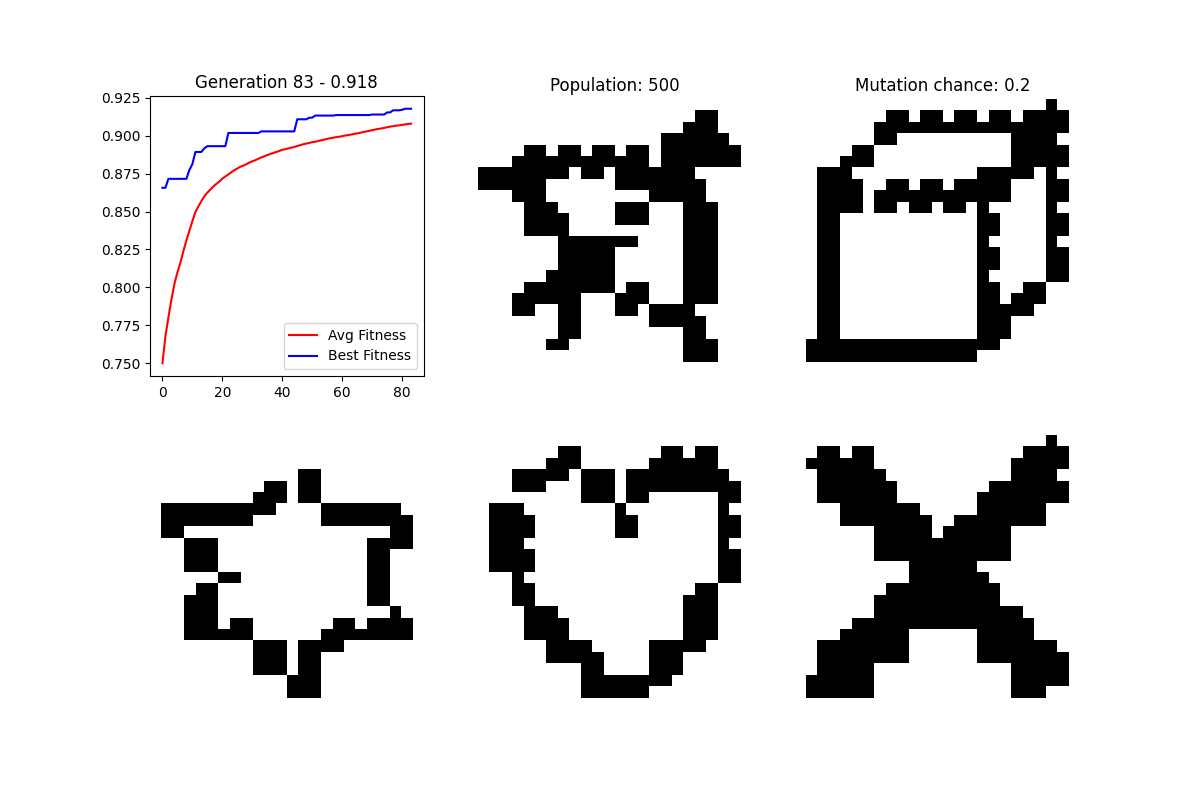 Generation 83 - 0.918
Population: 500
Mutation chance: 0.2
0.925
0.900
0.875
0.850
0.825
0.800
0.775
0.750
Avg Fitness
Best Fitness
0 20 40 60 80